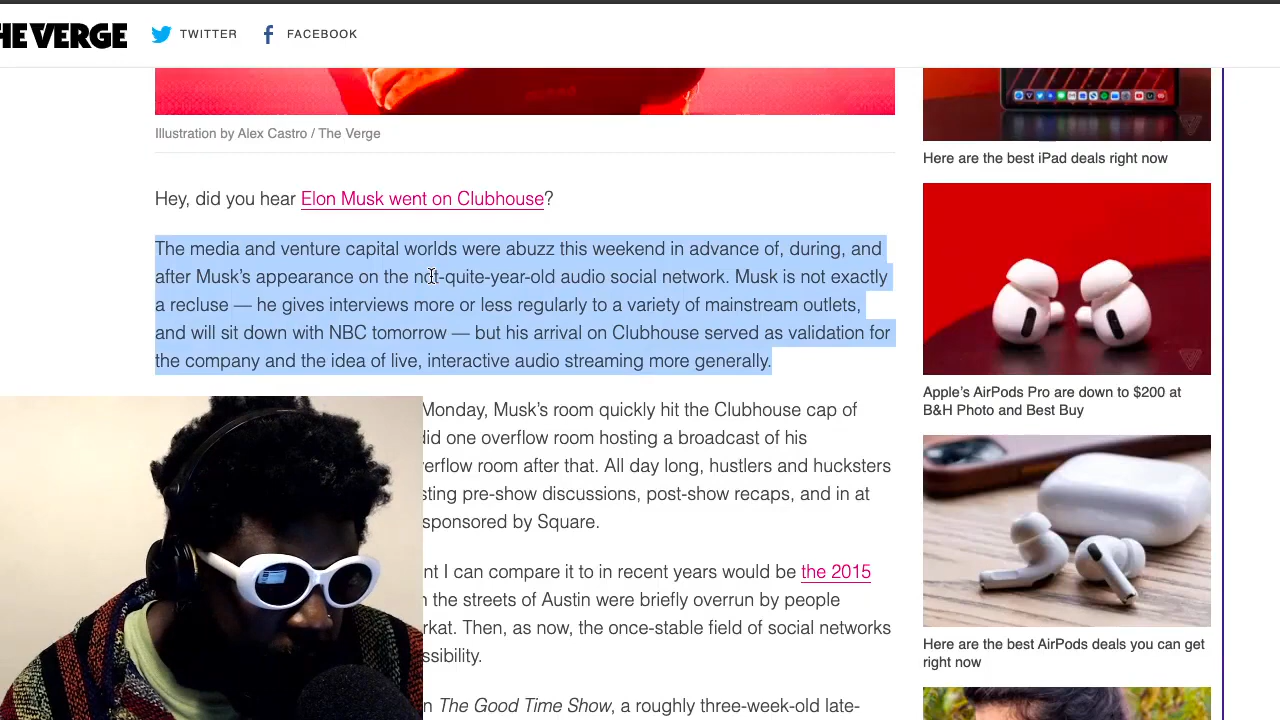 HE VERGE
TWITTER
FACEBOOK
Illustration by Alex Castro / The Verge
Hey, did you hear Elon Musk went on Clubhouse?
The media and venture capital worlds were abuzz this weekend in advance of, during, and
after Musk’s appearance on the not-quite-year-old audio social network. Musk is not exactly
a recluse — he gives interviews more or less regularly to a variety of mainstream outlets,
and will sit down with NBC tomorrow — but his arrival on Clubhouse served as validation for
the company and the idea of live, interactive audio streaming more generally.
Monday, Musk’s room quickly hit the Clubhouse cap of
did one overflow room hosting a broadcast of his
verflow room after that. All day long, hustlers and hucksters
sting pre-show discussions, post-show recaps, and in at
sponsored by Square.
nt I can compare it to in recent years would be the 2015
n the streets of Austin were briefly overrun by people
rkat. Then, as now, the once-stable field of social networks
ssibility.
n The Good Time Show, a roughly three-week-old late-
Here are the best iPad deals right now
Apple’s AirPods Pro are down to $200 at
B&H Photo and Best Buy
Here are the best AirPods deals you can get
right now